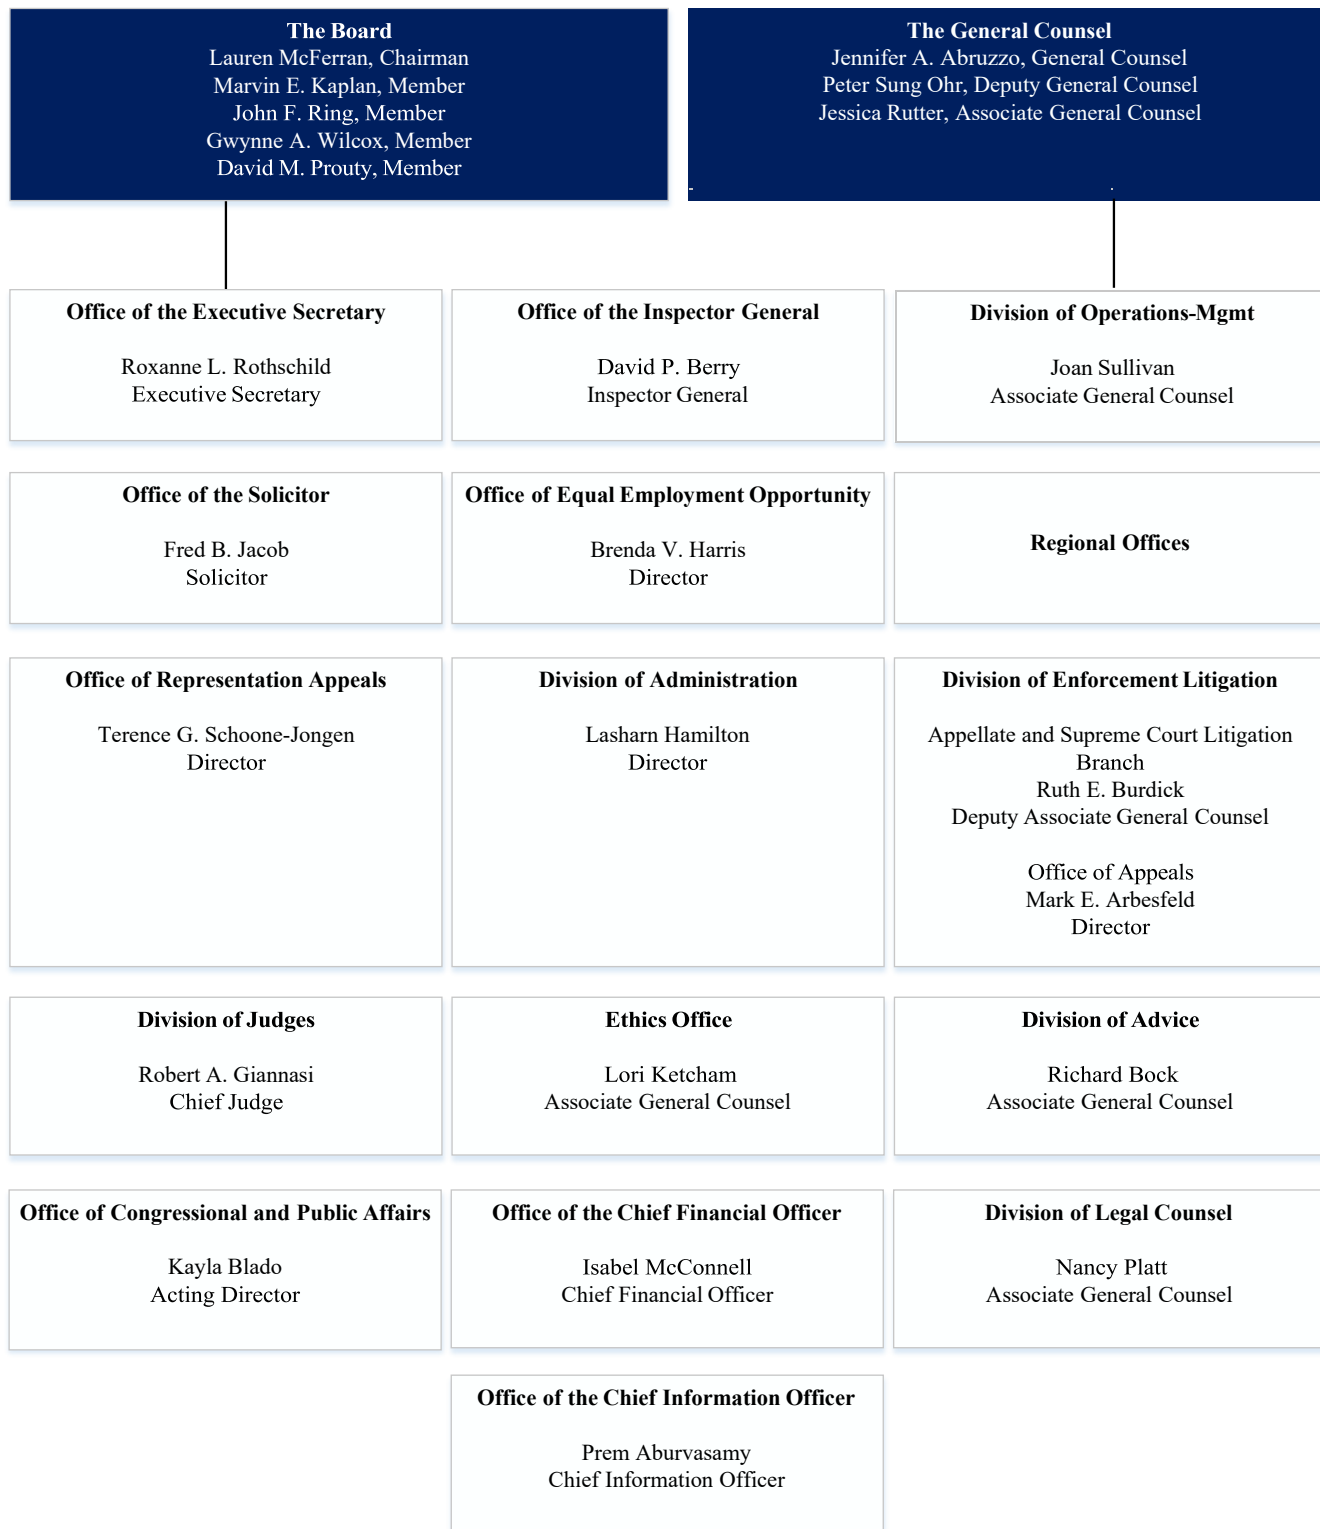 The Board
Lauren McFerran, Chairman
Marvin E. Kaplan, Member
John F. Ring, Member
Gwynne A. Wilcox, Member
David M. Prouty, Member
The General Counsel
Jennifer A. Abruzzo, General Counsel
Peter Sung Ohr, Deputy General Counsel
Jessica Rutter, Associate General Counsel
Office of the Executive Secretary
Roxanne L. Rothschild
Executive Secretary
Office of the Inspector General
David P. Berry
Inspector General
Division of Operations-Mgmt
Joan Sullivan
Associate General Counsel
Office of the Solicitor
Fred B. Jacob
Solicitor
Office of Equal Employment Opportunity
Brenda V. Harris
Director
Regional Offices
Office of Representation Appeals
Terence G. Schoone-Jongen
Director
Division of Administration
Lasharn Hamilton
Director
Division of Enforcement Litigation
Appellate and Supreme Court Litigation
Branch
Ruth E. Burdick
Deputy Associate General Counsel
Office of Appeals
Mark E. Arbesfeld
Director
Division of Judges
Robert A. Giannasi
Chief Judge
Ethics Office
Lori Ketcham
Associate General Counsel
Division of Advice
Richard Bock
Associate General Counsel
Office of Congressional and Public Affairs
Kayla Blado
Acting Director
Office of the Chief Financial Officer
Isabel McConnell
Chief Financial Officer
Division of Legal Counsel
Nancy Platt
Associate General Counsel
Office of the Chief Information Officer
Prem Aburvasamy
Chief Information Officer